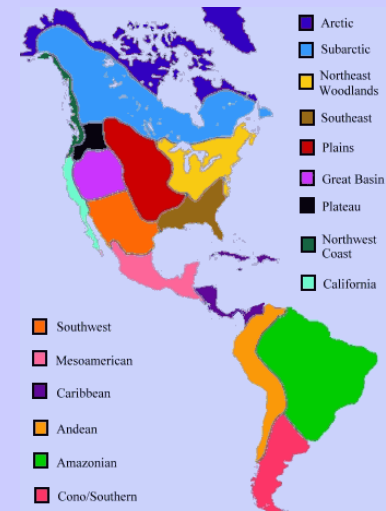 Arctic
Subarctic
Northeast
Woodlands
Southeast
Plains
Great Basin
Plateau
Northwest
Coast
California
Southwest
Mesoamerican
Caribbean
Andean
Amazonian
Cono/Southern